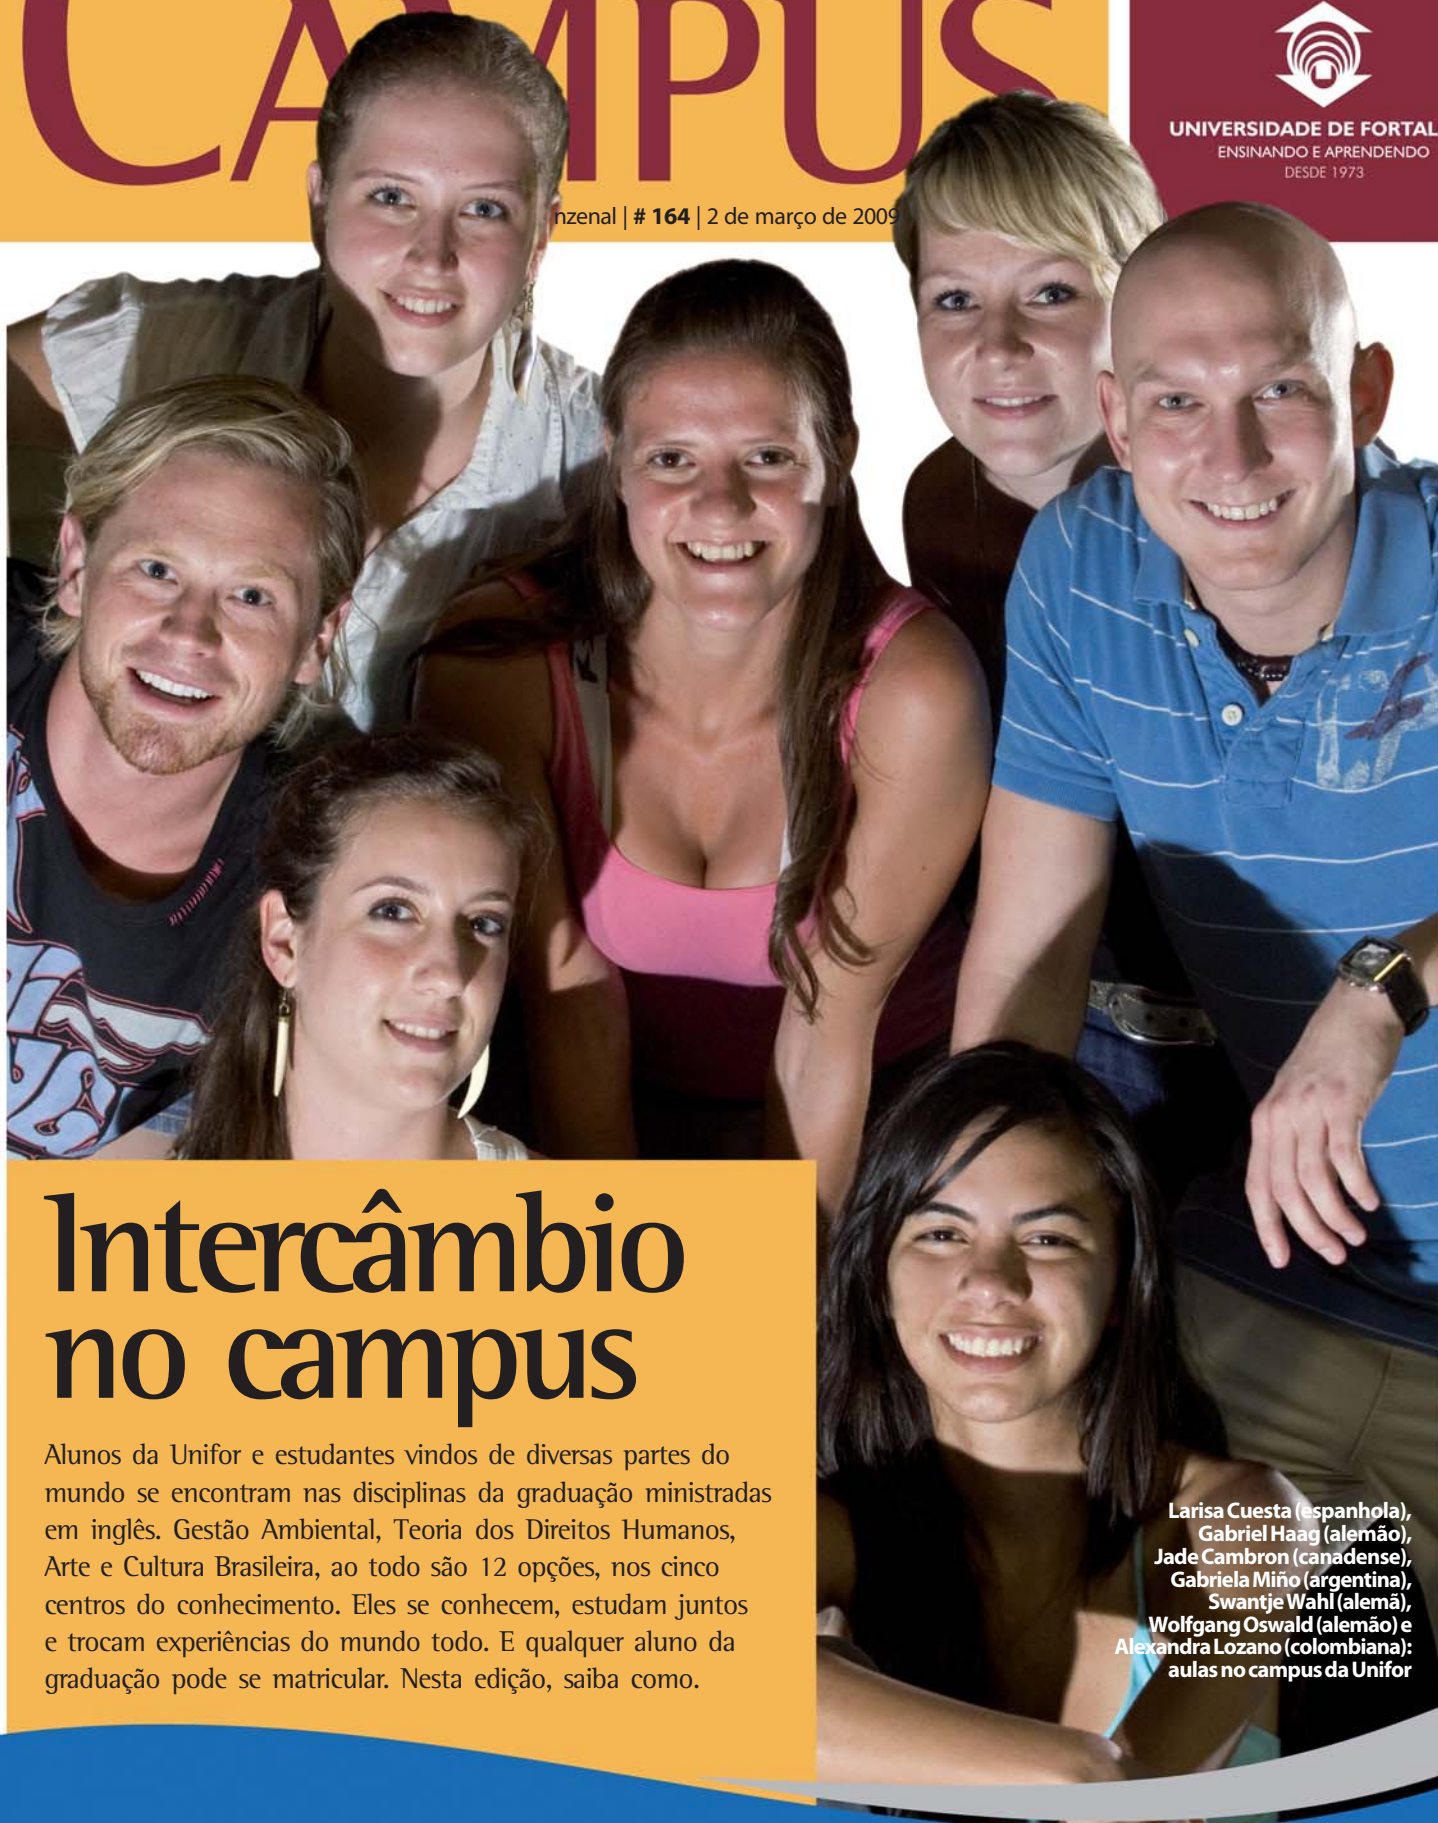 CAMPUS
UNIVERSIDADE DE FORTAL
ENSINANDO E APRENDENDO
DESDE 1973
nzenal | # 164 | 2 de março de 2009
Intercâmbio
no campus
Alunos da Unifor e estudantes vindos de diversas partes do
mundo se encontram nas disciplinas da graduação ministradas
em inglês. Gestão Ambiental, Teoria dos Direitos Humanos,
Arte e Cultura Brasileira, ao todo são 12 opções, nos cinco
centros do conhecimento. Eles se conhecem, estudam juntos
e trocam experiências do mundo todo. E qualquer aluno da
graduação pode se matricular. Nesta edição, saiba como.
Larisa Cuesta (espanhola),
Gabriel Haag (alemão),
Jade Cambron (canadense),
Gabriela Miño (argentina),
Swantje Wahl (alemã),
Wolfgang Oswald (alemão) e
Alexandra Lozano (colombiana):
aulas no campus da Unifor